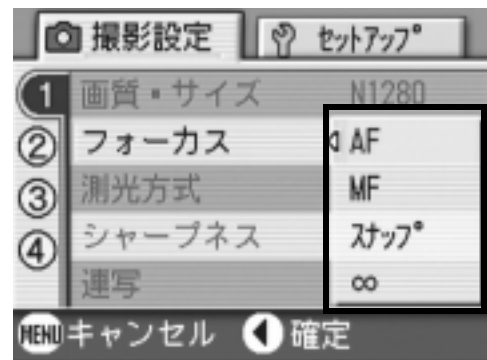 撮影設定 セットアップ
1 画質・サイズ N1280
② フォーカス AF
③ 測光方式 MF
④ シャープネス スナップ
連写 ∞
MENU キャンセル 確定